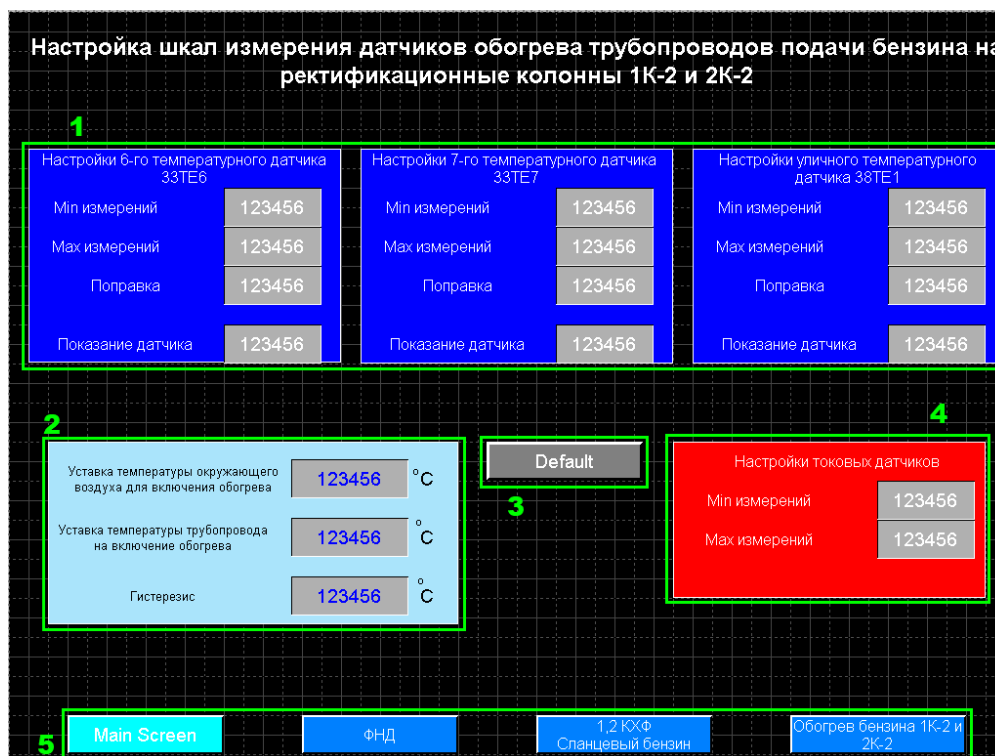 Настройка шкал измерения датчиков обогрева трубопроводов подачи бензина на
ректификационные колонны 1К-2 и 2К-2
1
Настройки 6-го температурного датчика
33TE6
Min измерений 123456
Max измерений 123456
Поправка 123456
Показание датчика 123456
Настройки 7-го температурного датчика
33TE7
Min измерений 123456
Max измерений 123456
Поправка 123456
Показание датчика 123456
Настройки уличного температурного
датчика 38TE1
Min измерений 123456
Max измерений 123456
Поправка 123456
Показание датчика 123456
2
Уставка температуры окружающего
воздуха для включения обогрева
123456 °C
Уставка температуры трубопровода
на включение обогрева
123456 °C
Гистерезис 123456 °C
Default
3
4
Настройки токовых датчиков
Min измерений 123456
Max измерений 123456
5
Main Screen
ФНД
1,2 КХФ
Сланцевый бензин
Обогрев бензина 1К-2 и
2К-2